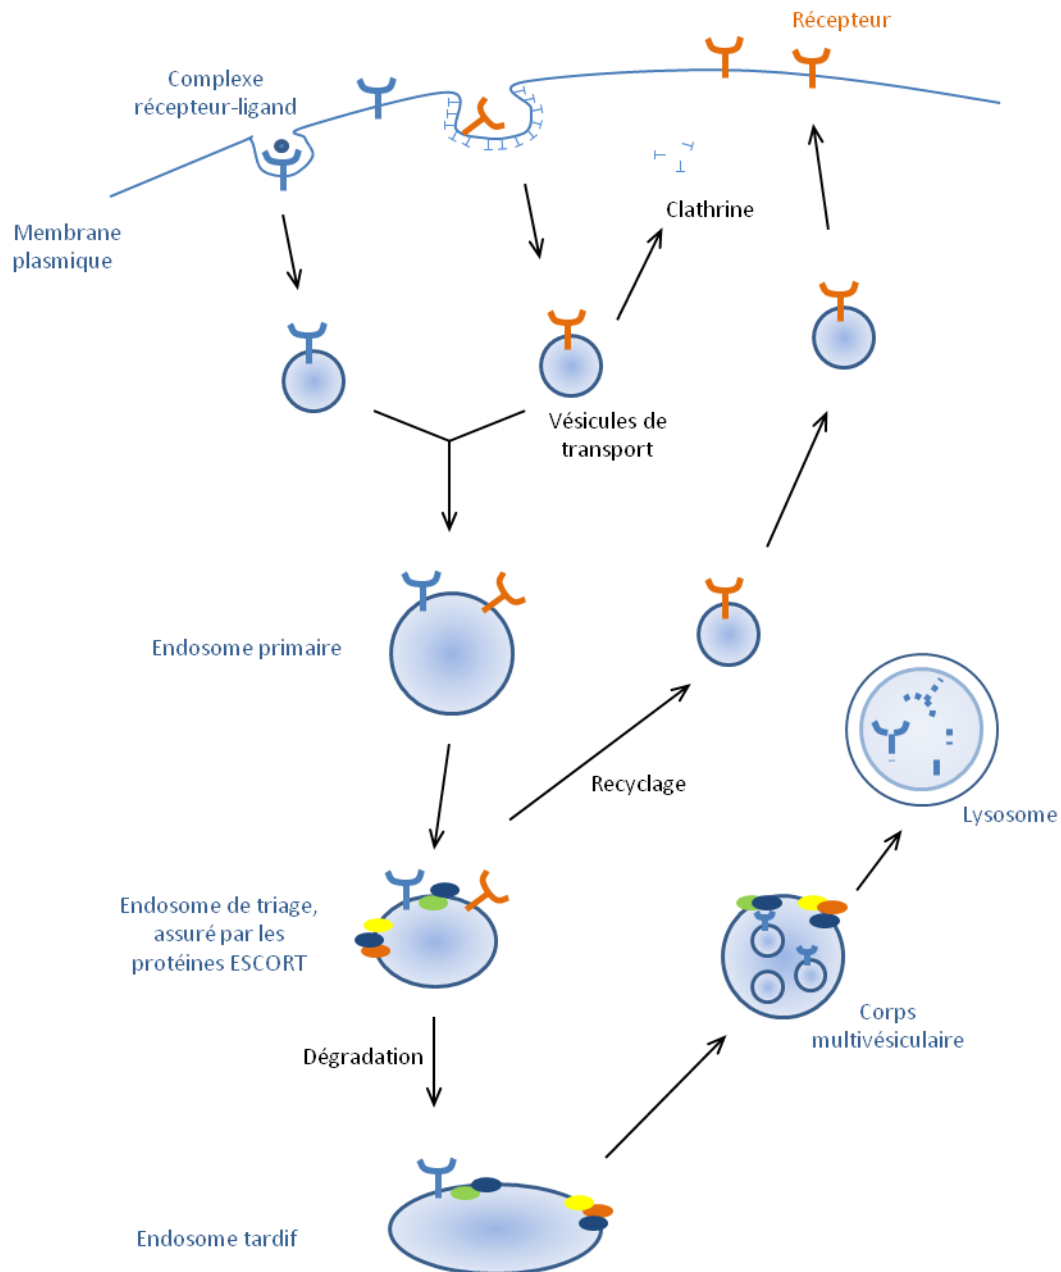 Récepteur
Complexe
récepteur-ligand
Clathrine
Membrane
plasmique
Vésicules de
transport
Endosome primaire
Recyclage
Lysosome
Endosome de triage,
assuré par les
protéines ESCORT
Corps
multivésiculaire
Dégradation
Endosome tardif